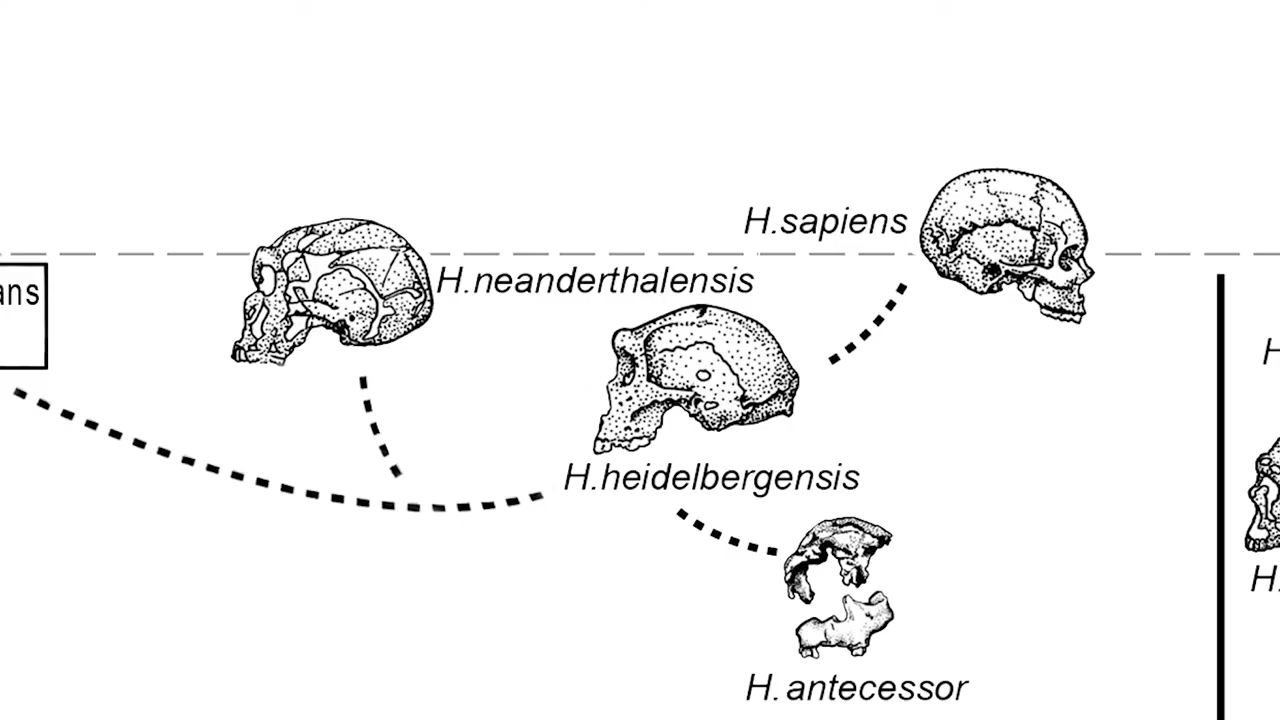 H.sapiens
H.neanderthalensis
ans
H.heidelbergensis
H
H.
H. antecessor